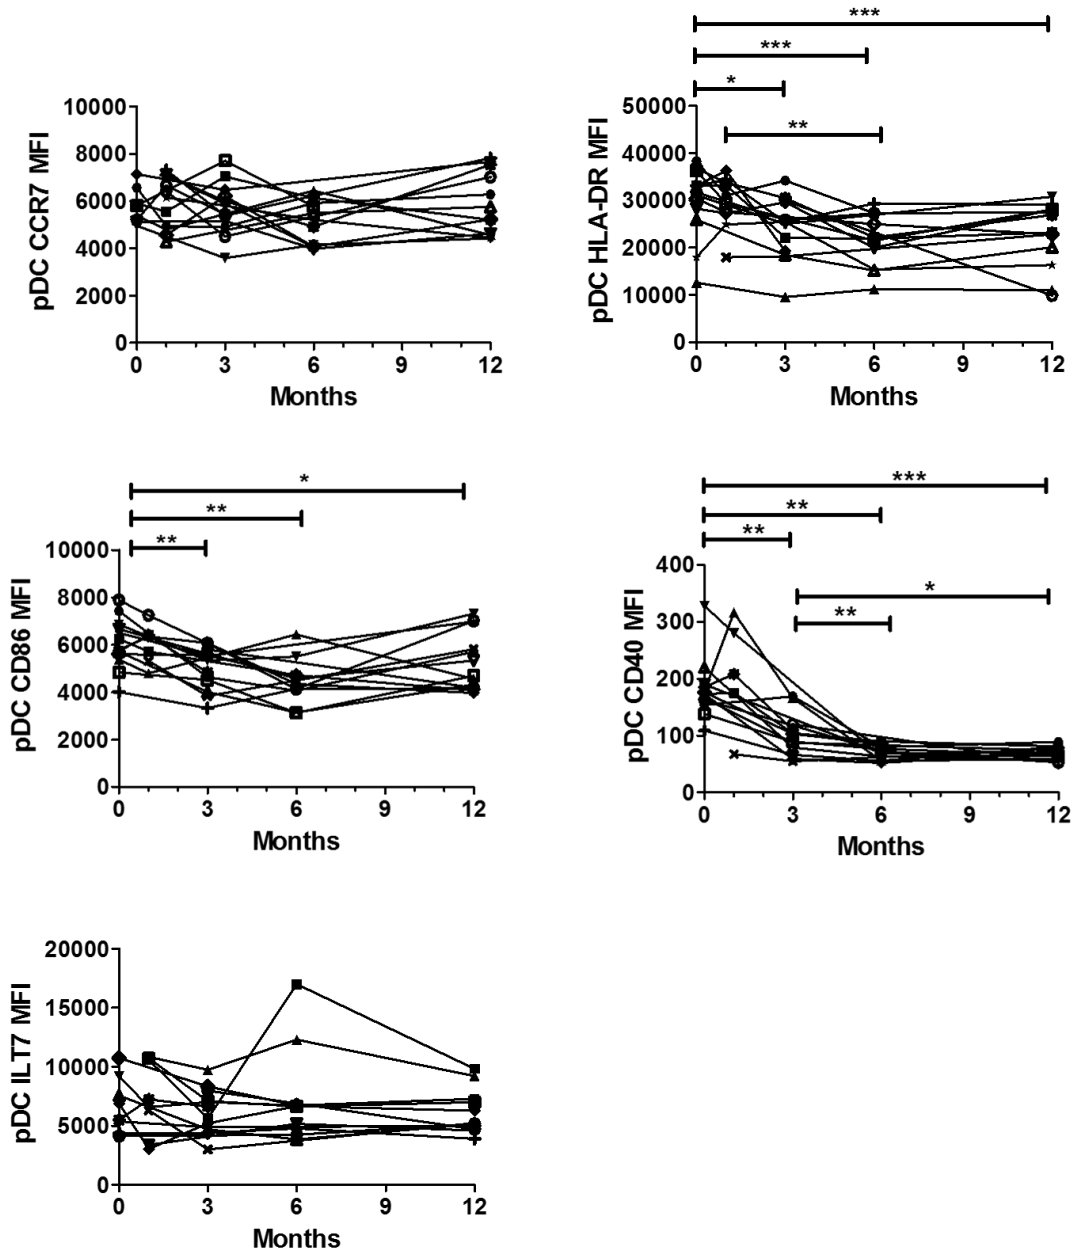 ***
***
*
**
pDC CCR7 MFI
10000
8000
6000
4000
2000
0
0 3 6 9 12
Months
pDC HLA-DR MFI
50000
40000
30000
20000
10000
0
0 3 6 9 12
Months
*
**
**
pDC CD86 MFI
10000
8000
6000
4000
2000
0
0 3 6 9 12
Months
***
**
**
*
**
pDC CD40 MFI
400
300
200
100
0
0 3 6 9 12
Months
pDC ILT7 MFI
20000
15000
10000
5000
0
0 3 6 9 12
Months